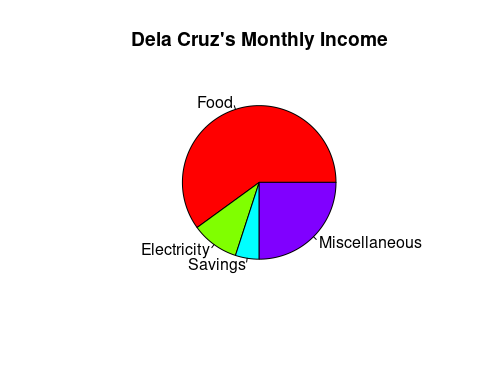 Dela Cruz's Monthly Income
Food
Electricity
Savings
Miscellaneous